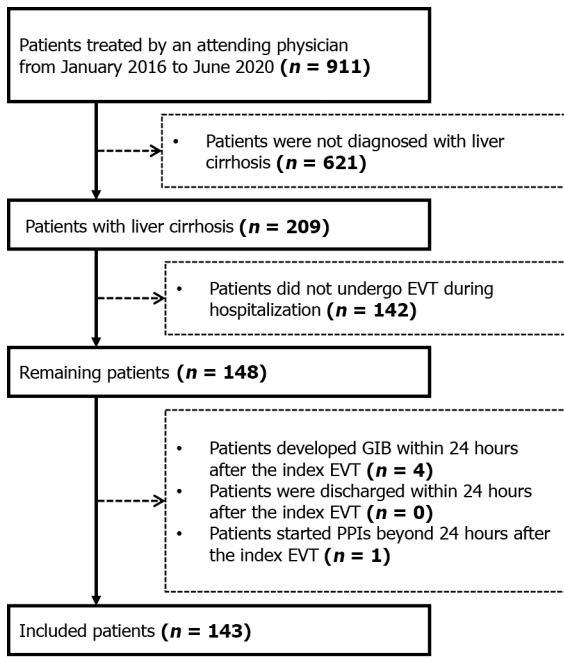 Patients treated by an attending physician
from January 2016 to June 2020 (n = 911)
• Patients were not diagnosed with liver
cirrhosis (n = 621)
Patients with liver cirrhosis (n = 209)
• Patients did not undergo EVT during
hospitalization (n = 142)
Remaining patients (n = 148)
• Patients developed GIB within 24 hours
after the index EVT (n = 4)
• Patients were discharged within 24 hours
after the index EVT (n = 0)
• Patients started PPIs beyond 24 hours after
the index EVT (n = 1)
Included patients (n = 143)